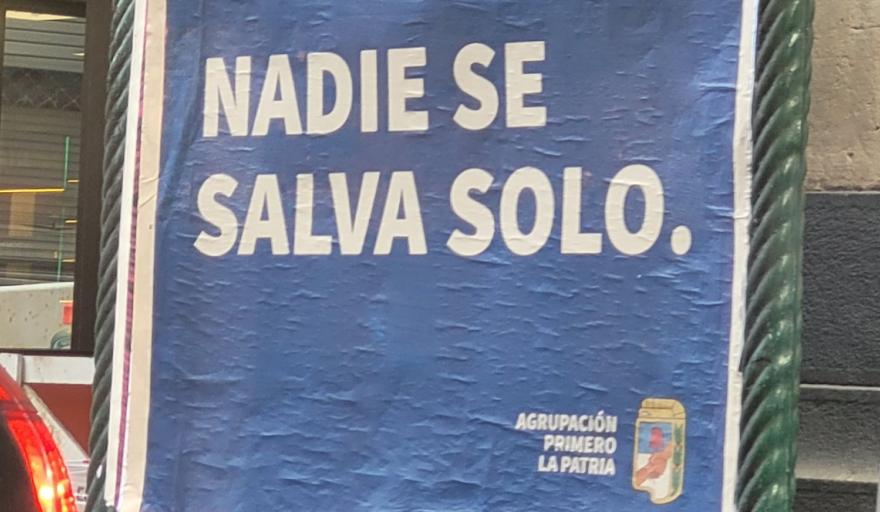 NADIE SE
SALVA SOLO.
AGRUPACIÓN
PRIMERO
LA PATRIA